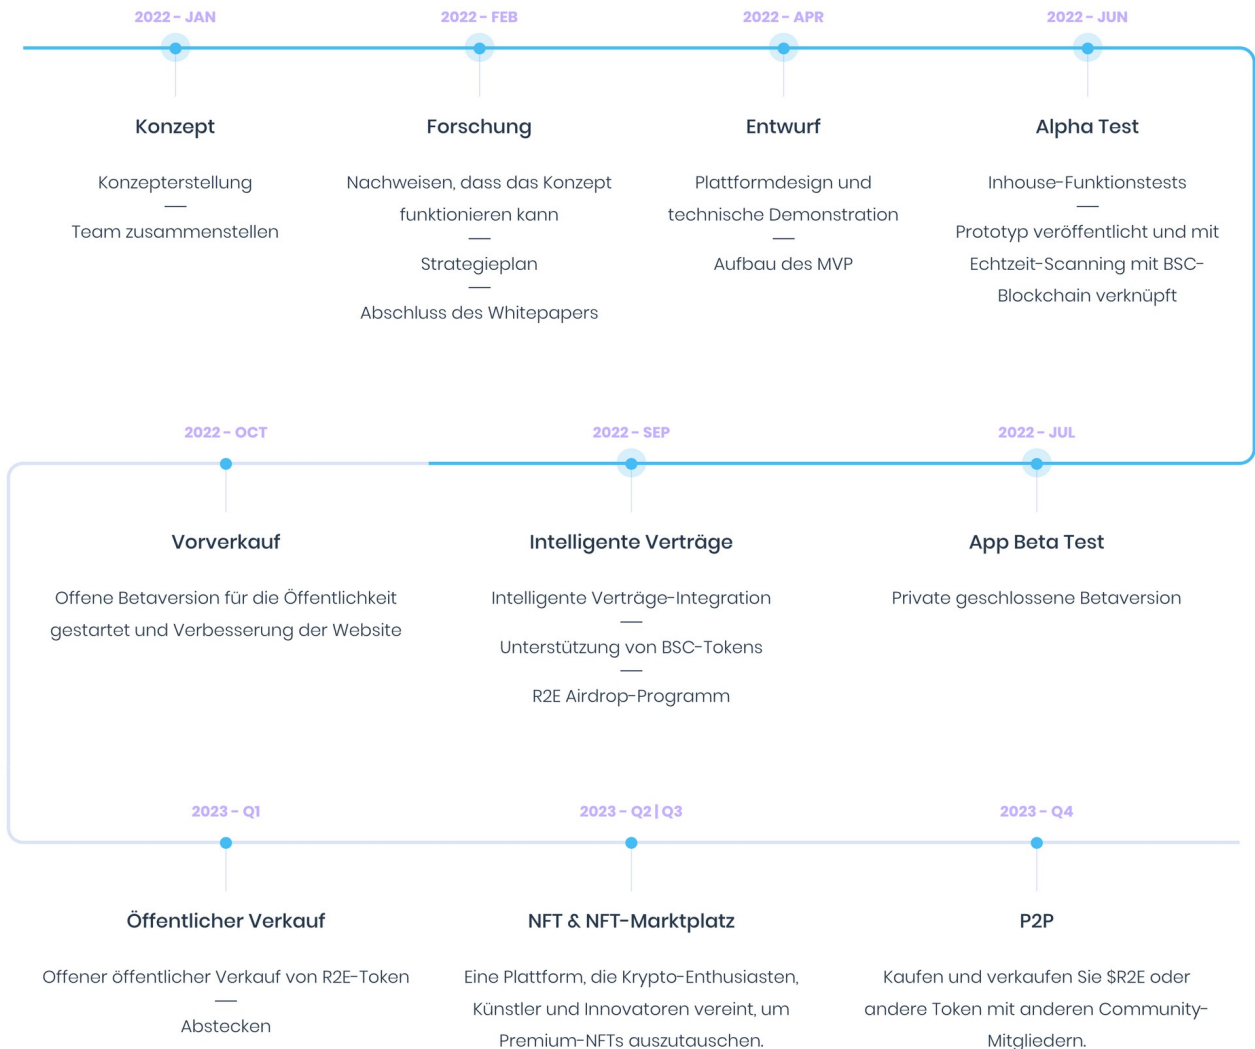 2022 - JAN
Konzept
Konzepterstellung
Team zusammenstellen
2022 - FEB
Forschung
Nachweisen, dass das Konzept
funktionieren kann
Strategieplan
Abschluss des Whitepapers
2022 - APR
Entwurf
Plattformdesign und
technische Demonstration
Aufbau des MVP
2022 - JUN
Alpha Test
Inhouse-Funktionstests
Prototyp veröffentlicht und mit
Echtzeit-Scanning mit BSC-
Blockchain verknüpft
2022 - OCT
Vorverkauf
Offene Betaversion für die Öffentlichkeit
gestartet und Verbesserung der Website
2022 - SEP
Intelligente Verträge
Intelligente Verträge-Integration
Unterstützung von BSC-Tokens
R2E Airdrop-Programm
2022 - JUL
App Beta Test
Private geschlossene Betaversion
2023 - Q1
Öffentlicher Verkauf
Offener öffentlicher Verkauf von R2E-Token
Abstecken
2023 - Q2 | Q3
NFT & NFT-Marktplatz
Eine Plattform, die Krypto-Enthusiasten,
Künstler und Innovatoren vereint, um
Premium-NFTs auszutauschen.
2023 - Q4
P2P
Kaufen und verkaufen Sie $R2E oder
andere Token mit anderen Community-
Mitgliedern.